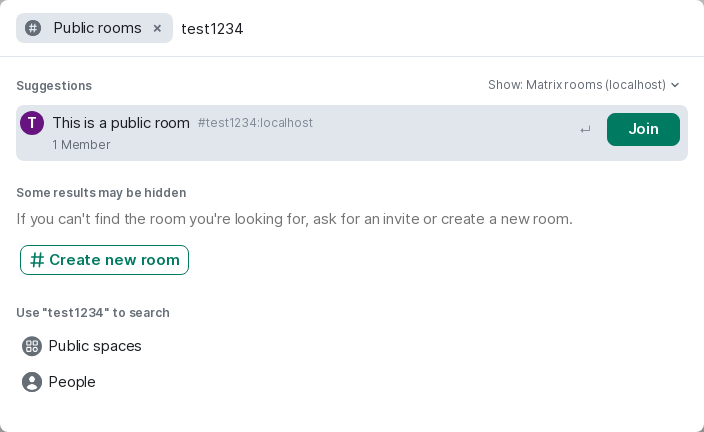 Public rooms × test1234
Suggestions Show: Matrix rooms (localhost)
T This is a public room #test1234:localhost Join
1 Member
Some results may be hidden
If you can't find the room you're looking for, ask for an invite or create a new room.
Create new room
Use "test1234" to search
Public spaces
People